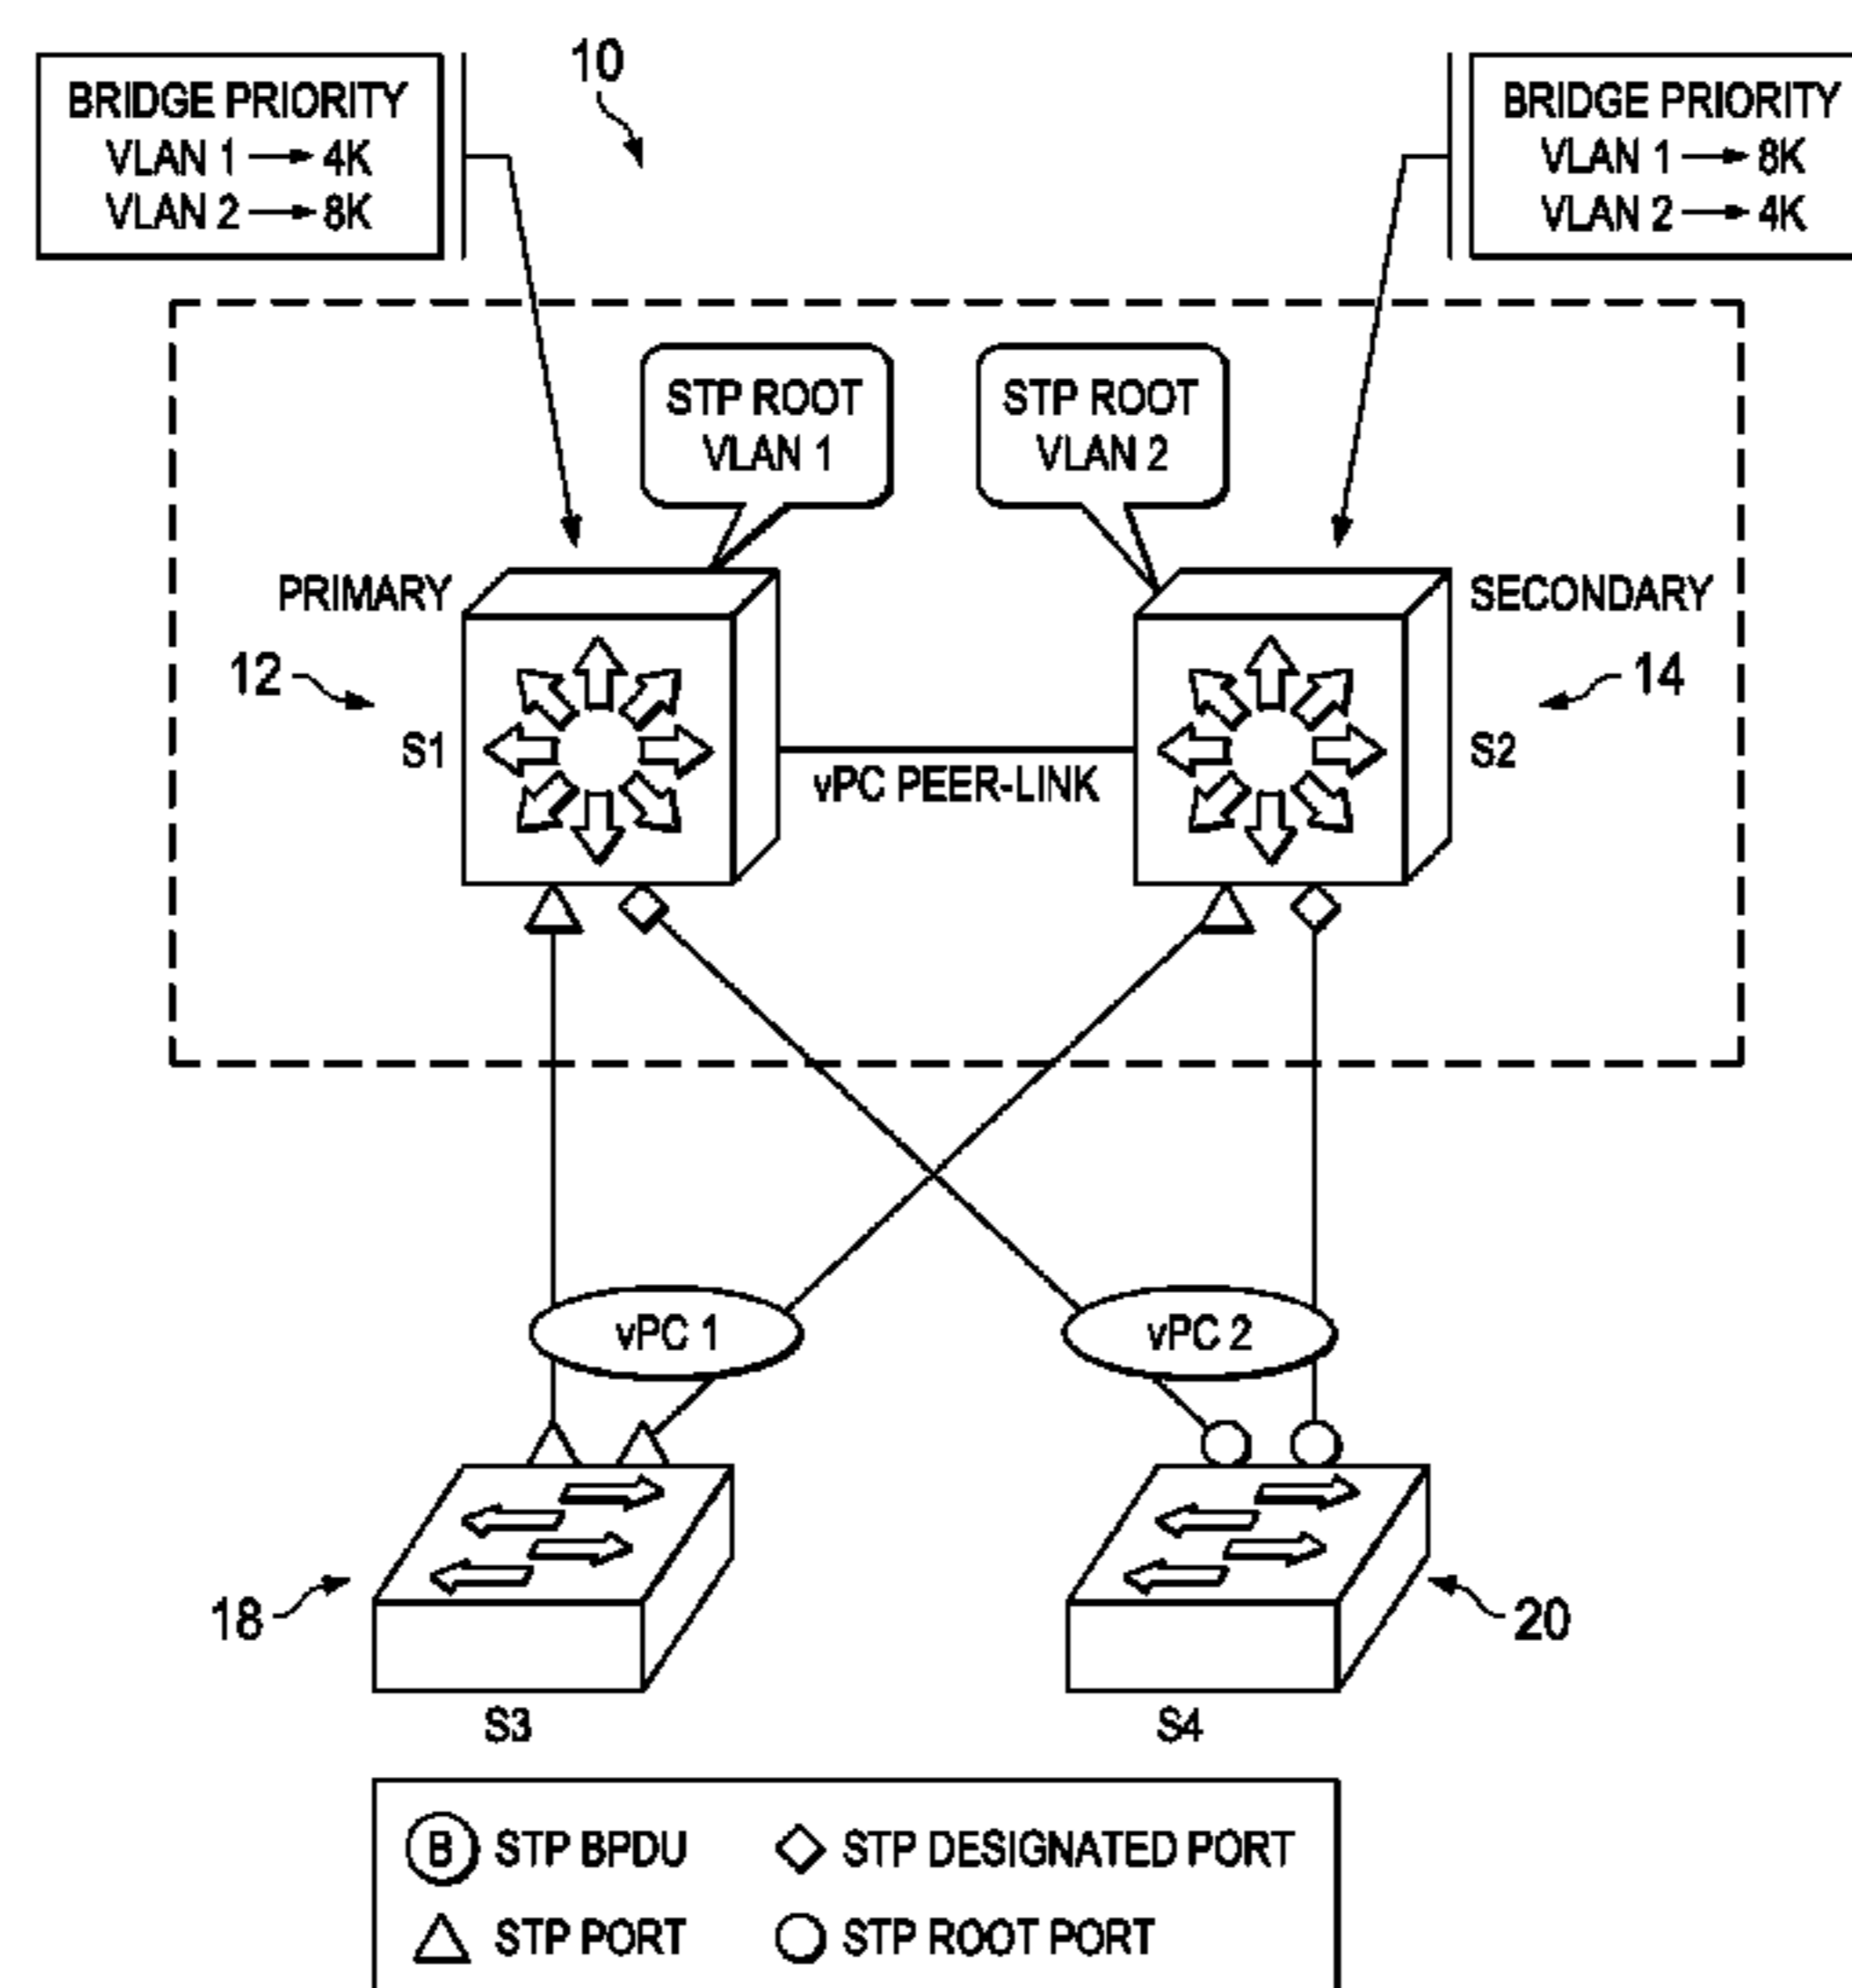 10
BRIDGE PRIORITY
VLAN 1 → 4K
VLAN 2 → 8K
BRIDGE PRIORITY
VLAN 1 → 8K
VLAN 2 → 4K
STP ROOT
VLAN 1
STP ROOT
VLAN 2
PRIMARY
SECONDARY
12
14
S1
S2
vPC PEER-LINK
vPC 1
vPC 2
18
20
S3
S4
B STP BPDU
STP DESIGNATED PORT
STP PORT
STP ROOT PORT